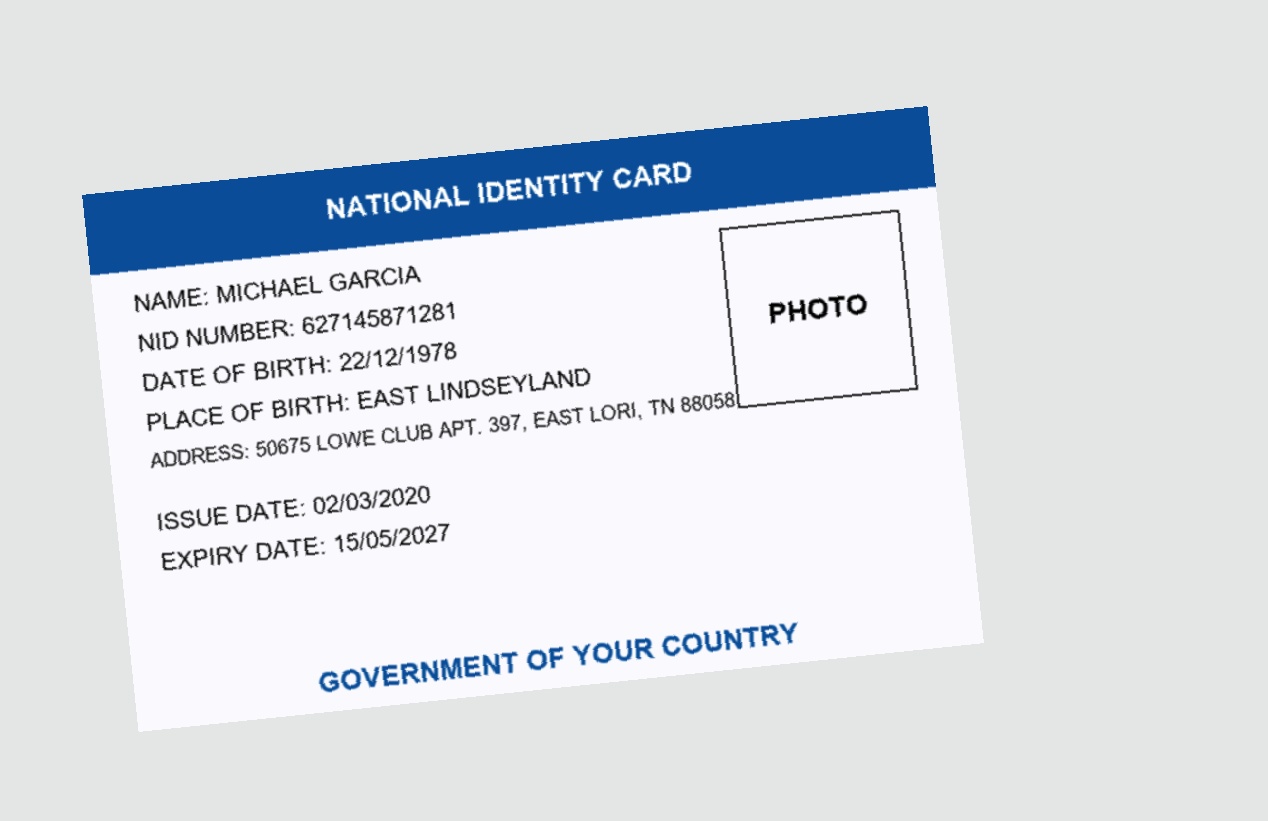 NATIONAL IDENTITY CARD
NAME: MICHAEL GARCIA
NID NUMBER: 627145871281
DATE OF BIRTH: 22/12/1978
PLACE OF BIRTH: EAST LINDSEYLAND
ADDRESS: 50675 LOWE CLUB APT. 397, EAST LORI, TN 88058
PHOTO
ISSUE DATE: 02/03/2020
EXPIRY DATE: 15/05/2027
GOVERNMENT OF YOUR COUNTRY